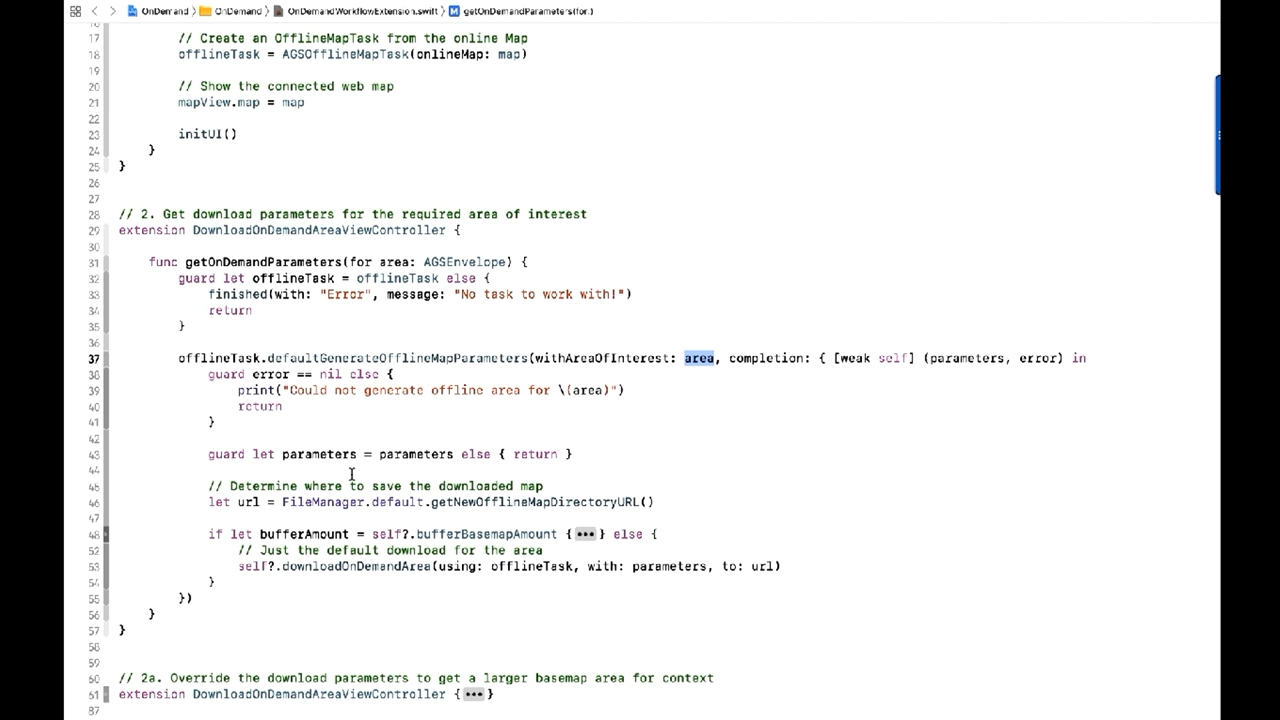 OnDemand OnDemand OnDemandWorkflowExtension.swift getOnDemandParameters(for:)
17 // Create an OfflineMapTask from the online Map
18 offlineTask = AGSOfflineMapTask(onlineMap: map)
19
20 // Show the connected web map
21 mapView.map = map
22
23 initUI()
24 }
25 }
26
27
28 // 2. Get download parameters for the required area of interest
29 extension DownloadOnDemandAreaViewController {
30
31 func getOnDemandParameters(for area: AGSEnvelope) {
32 guard let offlineTask = offlineTask else {
33 finished(with: "Error", message: "No task to work with!")
34 return
35 }
36
37 offlineTask.defaultGenerateOfflineMapParameters(withAreaOfInterest: area, completion: { [weak self] (parameters, error) in
38 guard error == nil else {
39 print("Could not generate offline area for \(area)")
40 return
41 }
42
43 guard let parameters = parameters else { return }
44
45 // Determine where to save the downloaded map
46 let url = FileManager.default.getNewOfflineMapDirectoryURL()
47
48 if let bufferAmount = self?.bufferBasemapAmount {•••} else {
52 // Just the default download for the area
53 self?.downloadOnDemandArea(using: offlineTask, with: parameters, to: url)
54 }
55 })
56 }
57 }
58
59
60 // 2a. Override the download parameters to get a larger basemap area for context
61 extension DownloadOnDemandAreaViewController {•••}
87